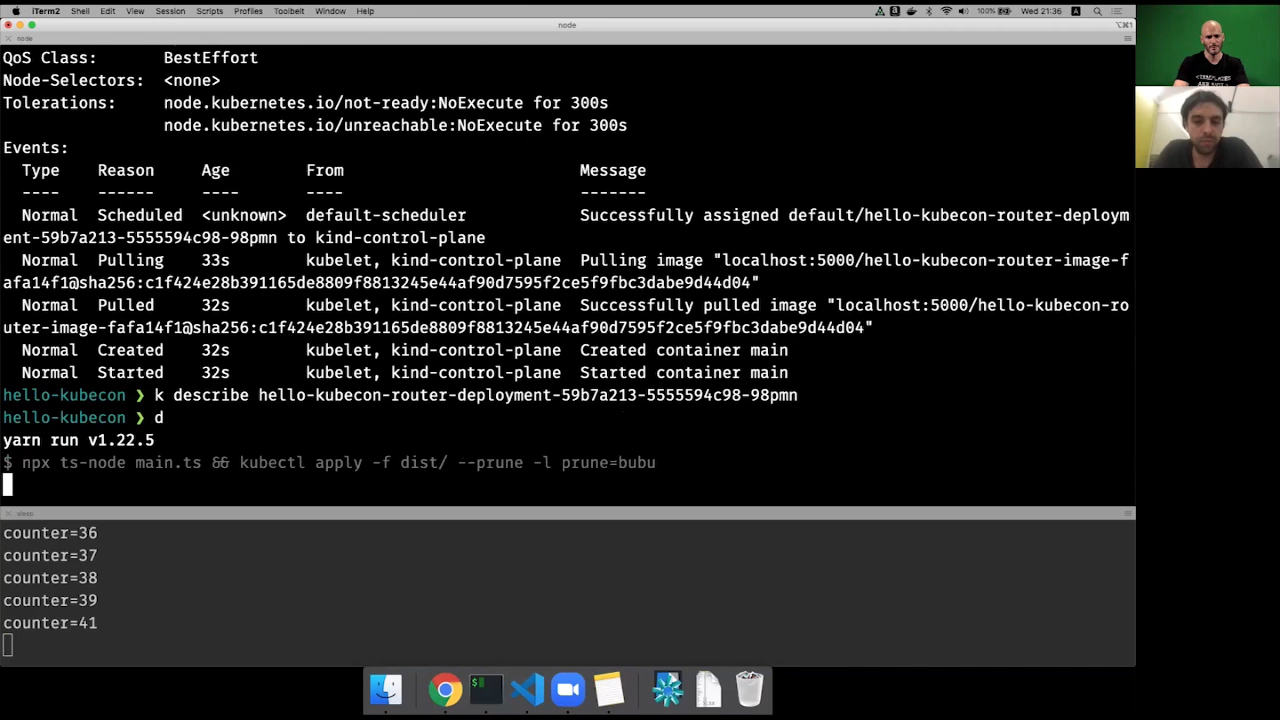 iTerm2 Shell Edit View Session Scripts Profiles Toolbelt Window Help 100% Wed 21:36 A
node ⌥⌘1
node
QoS Class: BestEffort
Node-Selectors: <none>
Tolerations: node.kubernetes.io/not-ready:NoExecute for 300s
node.kubernetes.io/unreachable:NoExecute for 300s
Events:
Type Reason Age From Message
---- ------ ---- ---- -------
Normal Scheduled <unknown> default-scheduler Successfully assigned default/hello-kubecon-router-deploym
ent-59b7a213-5555594c98-98pmn to kind-control-plane
Normal Pulling 33s kubelet, kind-control-plane Pulling image "localhost:5000/hello-kubecon-router-image-f
afa14f1@sha256:c1f424e28b391165de8809f8813245e44af90d7595f2ce5f9fbc3dabe9d44d04"
Normal Pulled 32s kubelet, kind-control-plane Successfully pulled image "localhost:5000/hello-kubecon-ro
uter-image-fafa14f1@sha256:c1f424e28b391165de8809f8813245e44af90d7595f2ce5f9fbc3dabe9d44d04"
Normal Created 32s kubelet, kind-control-plane Created container main
Normal Started 32s kubelet, kind-control-plane Started container main
hello-kubecon ❯ k describe hello-kubecon-router-deployment-59b7a213-5555594c98-98pmn
hello-kubecon ❯ d
yarn run v1.22.5
$ npx ts-node main.ts && kubectl apply -f dist/ --prune -l prune=bubu
sleep
counter=36
counter=37
counter=38
counter=39
counter=41